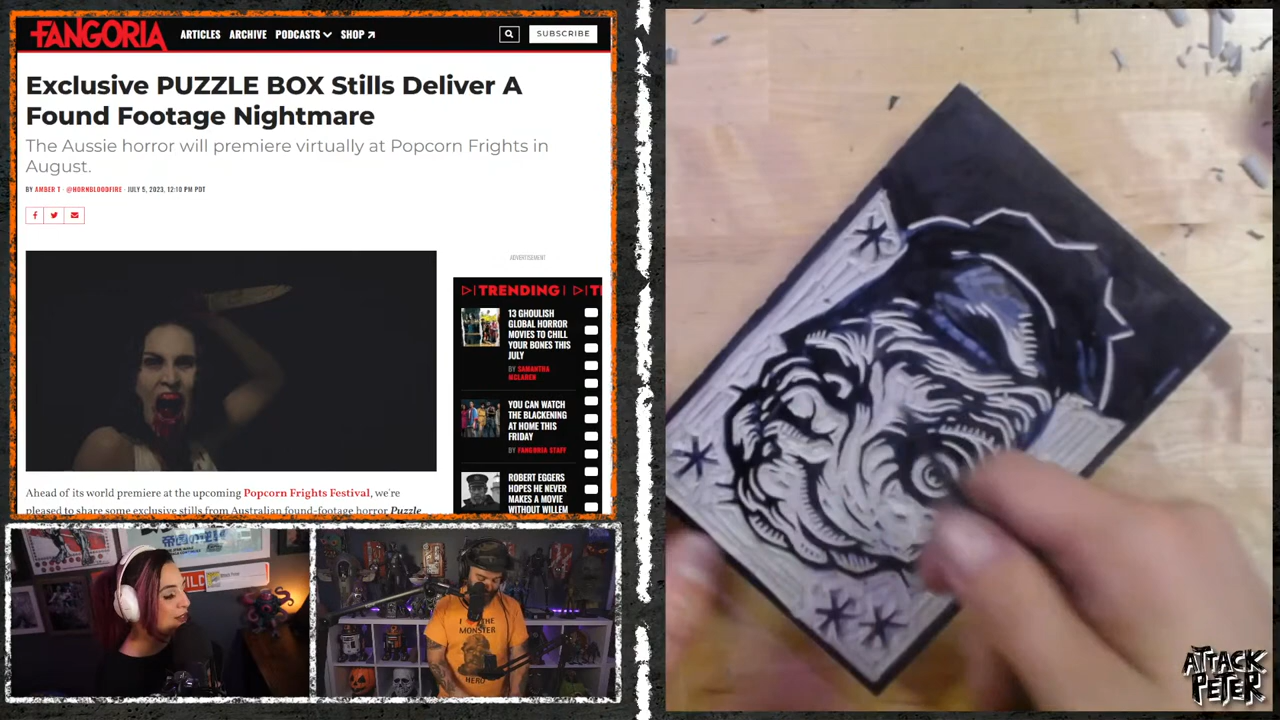 FANGORIA
ARTICLES ARCHIVE PODCASTS SHOP
SUBSCRIBE
Exclusive PUZZLE BOX Stills Deliver A
Found Footage Nightmare
The Aussie horror will premiere virtually at Popcorn Frights in
August.
BY AMBER T · @HORNBLOODFIRE · JULY 5, 2023, 12:10 PM PDT
ADVERTISEMENT
TRENDING
13 GHOULISH
GLOBAL HORROR
MOVIES TO CHILL
YOUR BONES THIS
JULY
BY SAMANTHA
MCLAREN
YOU CAN WATCH
THE BLACKENING
AT HOME THIS
FRIDAY
BY FANGORIA STAFF
ROBERT EGGERS
HOPES HE NEVER
MAKES A MOVIE
WITHOUT WILLEM
Ahead of its world premiere at the upcoming Popcorn Frights Festival, we're
pleased to share some exclusive stills from Australian found-footage horror Puzzle
I THE
MONSTER
HERO
ATTACK
PETER